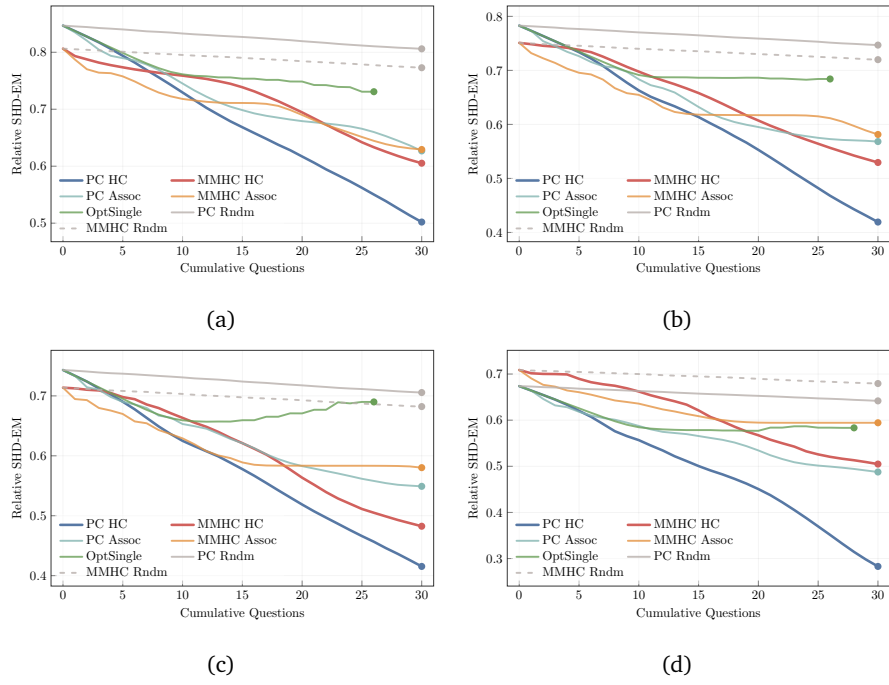 0.8
0.7
0.6
0.5
Relative SHD-EM
PC HC
MMHC HC
PC Assoc
MMHC Assoc
OptSingle
PC Rndm
MMHC Rndm
0 5 10 15 20 25 30
Cumulative Questions
(a)
0.8
0.7
0.6
0.5
0.4
Relative SHD-EM
PC HC
MMHC HC
PC Assoc
MMHC Assoc
OptSingle
PC Rndm
MMHC Rndm
0 5 10 15 20 25 30
Cumulative Questions
(b)
0.7
0.6
0.5
0.4
Relative SHD-EM
PC HC
MMHC HC
PC Assoc
MMHC Assoc
OptSingle
PC Rndm
MMHC Rndm
0 5 10 15 20 25 30
Cumulative Questions
(c)
0.7
0.6
0.5
0.4
0.3
Relative SHD-EM
PC HC
MMHC HC
PC Assoc
MMHC Assoc
OptSingle
PC Rndm
MMHC Rndm
0 5 10 15 20 25 30
Cumulative Questions
(d)